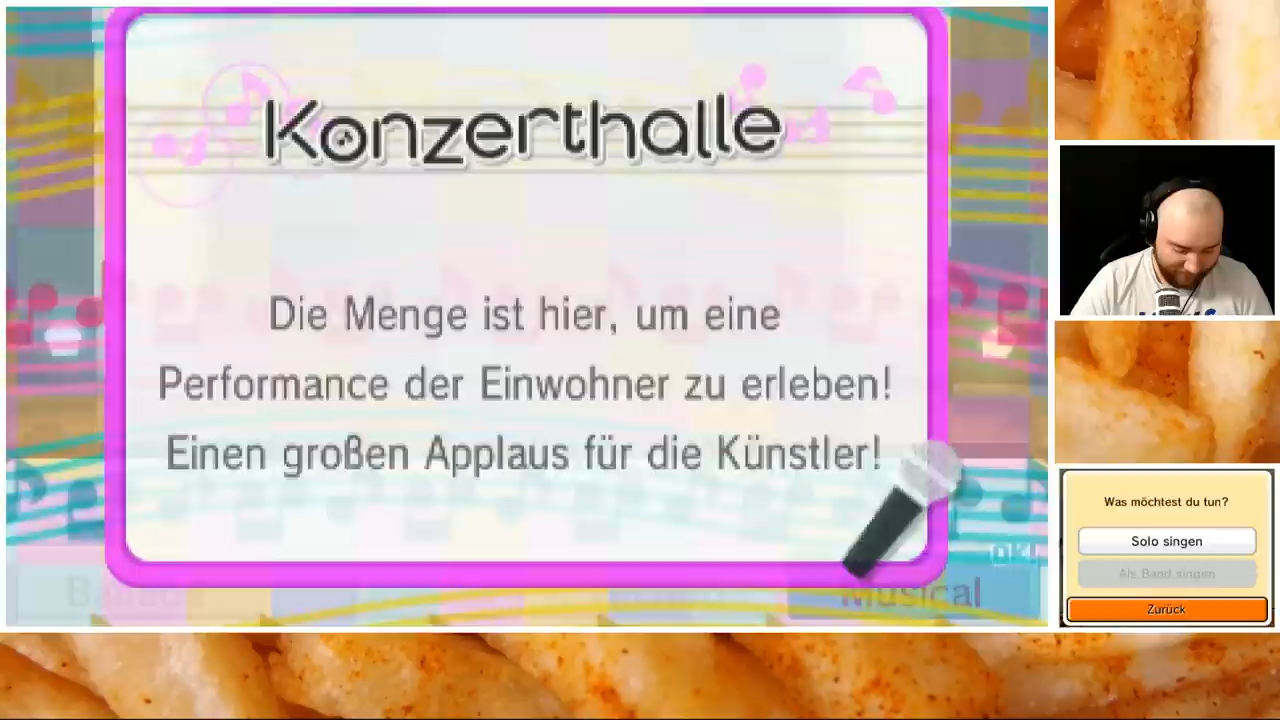 Konzerthalle
Die Menge ist hier, um eine
Performance der Einwohner zu erleben!
Einen großen Applaus für die Künstler!
OK!
Musical
Was möchtest du tun?
Solo singen
Als Band singen
Zurück